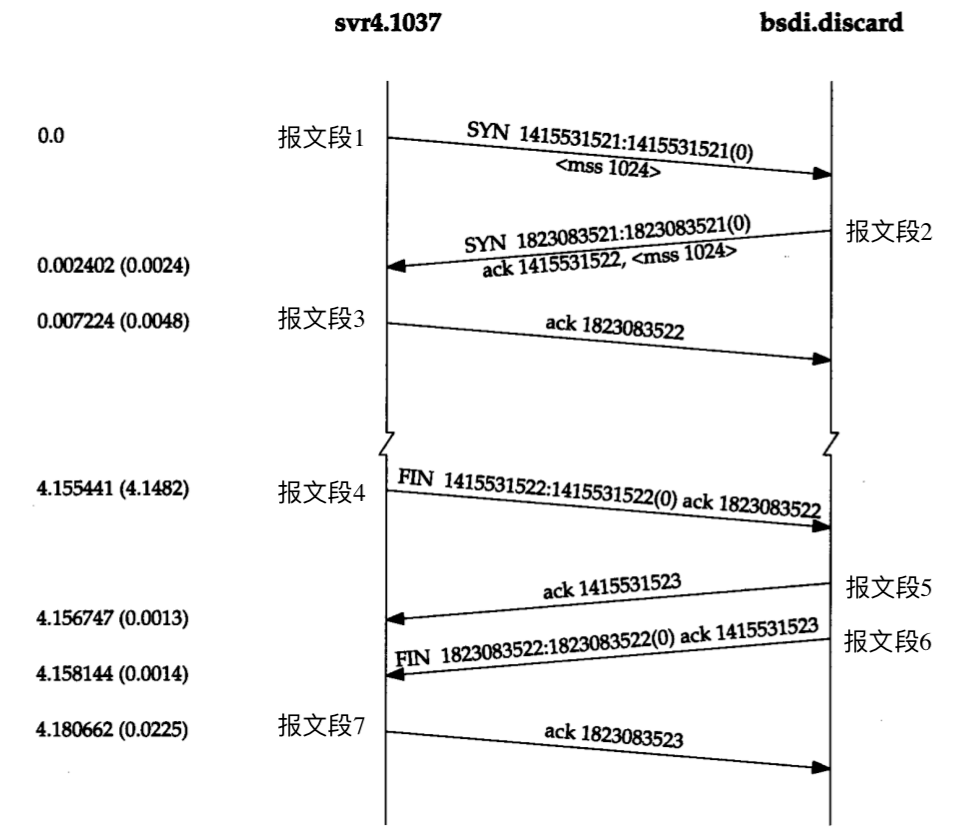 svr4.1037 bsdi.discard
0.0 报文段1 SYN 1415531521:1415531521(0)
<mss 1024>
SYN 1823083521:1823083521(0) 报文段2
0.002402 (0.0024) ack 1415531522, <mss 1024>
0.007224 (0.0048) 报文段3 ack 1823083522
4.155441 (4.1482) 报文段4 FIN 1415531522:1415531522(0) ack 1823083522
ack 1415531523 报文段5
4.156747 (0.0013)
FIN 1823083522:1823083522(0) ack 1415531523 报文段6
4.158144 (0.0014)
4.180662 (0.0225) 报文段7 ack 1823083523